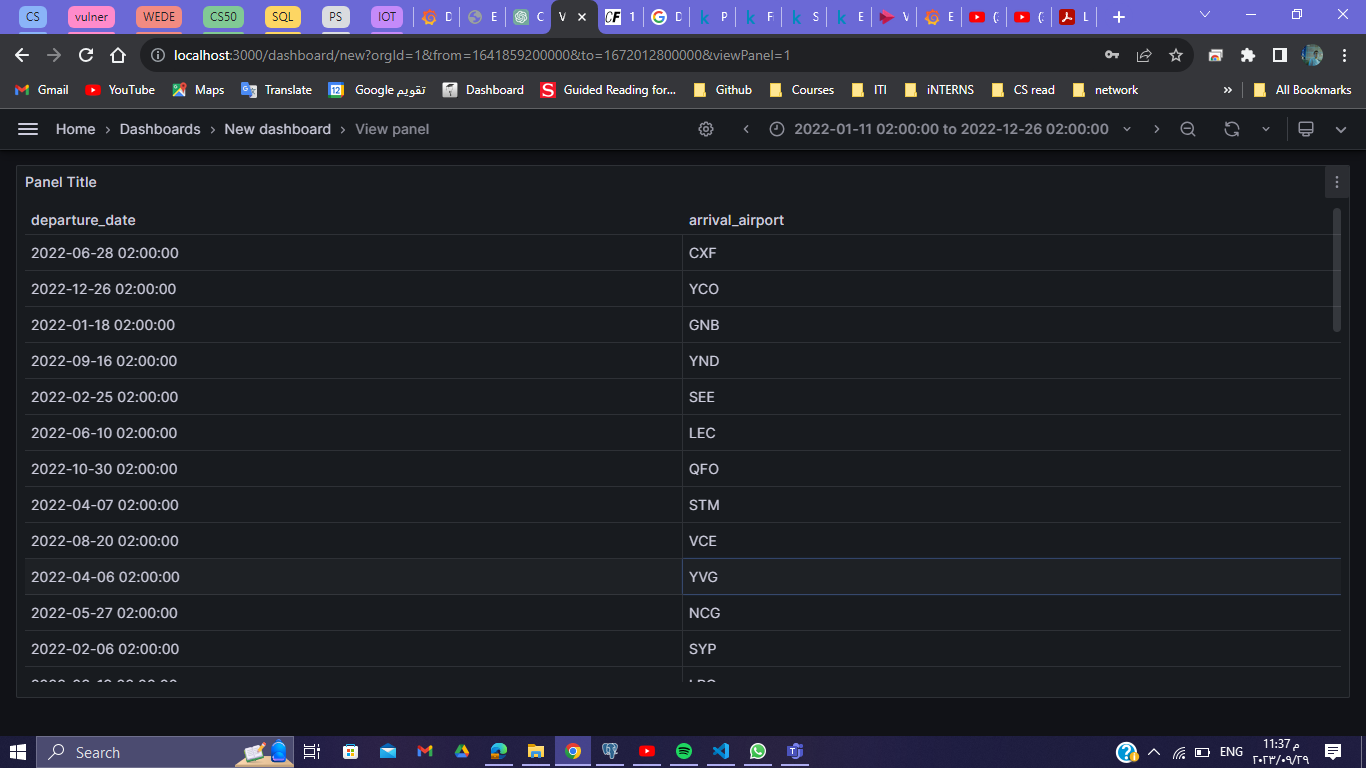 CS vulner WEDE CS50 SQL PS IOT D E C V 1 D P F S E V E (: (: L
localhost:3000/dashboard/new?orgId=1&from=1641859200000&to=1672012800000&viewPanel=1
Gmail YouTube Maps Translate Google تقويم Dashboard Guided Reading for... Github Courses ITI iNTERNS CS read network » All Bookmarks
Home › Dashboards › New dashboard › View panel 2022-01-11 02:00:00 to 2022-12-26 02:00:00
Panel Title
departure_date arrival_airport
2022-06-28 02:00:00 CXF
2022-12-26 02:00:00 YCO
2022-01-18 02:00:00 GNB
2022-09-16 02:00:00 YND
2022-02-25 02:00:00 SEE
2022-06-10 02:00:00 LEC
2022-10-30 02:00:00 QFO
2022-04-07 02:00:00 STM
2022-08-20 02:00:00 VCE
2022-04-06 02:00:00 YVG
2022-05-27 02:00:00 NCG
2022-02-06 02:00:00 SYP
Search ENG 11:37 م
٢٠٢٣/٠٩/٢٩